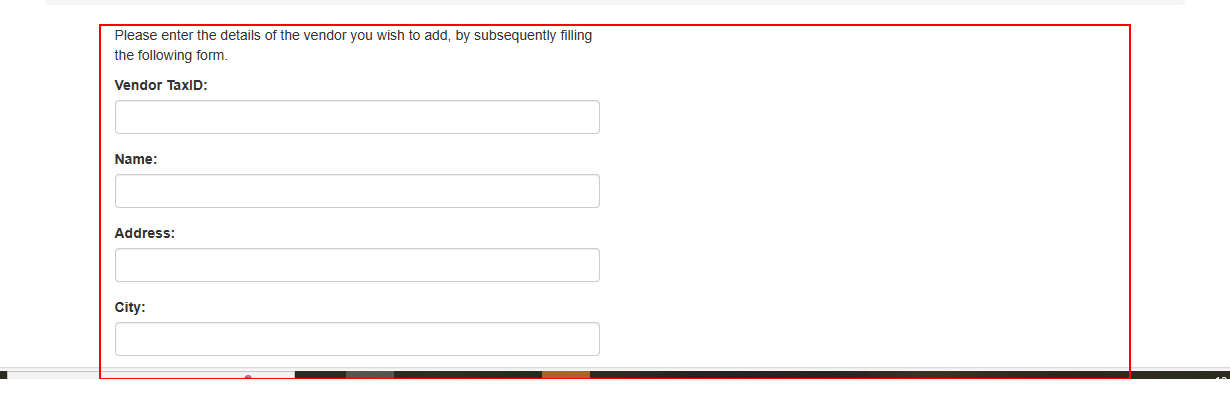 Please enter the details of the vendor you wish to add, by subsequently filling
the following form.
Vendor TaxID:
Name:
Address:
City: